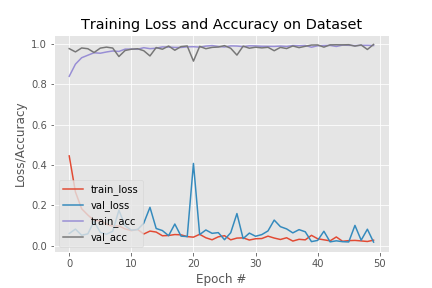 Training Loss and Accuracy on Dataset
1.0
0.8
0.6
0.4
0.2
0.0
Loss/Accuracy
train_loss
val_loss
train_acc
val_acc
0
10
20
30
40
50
Epoch #